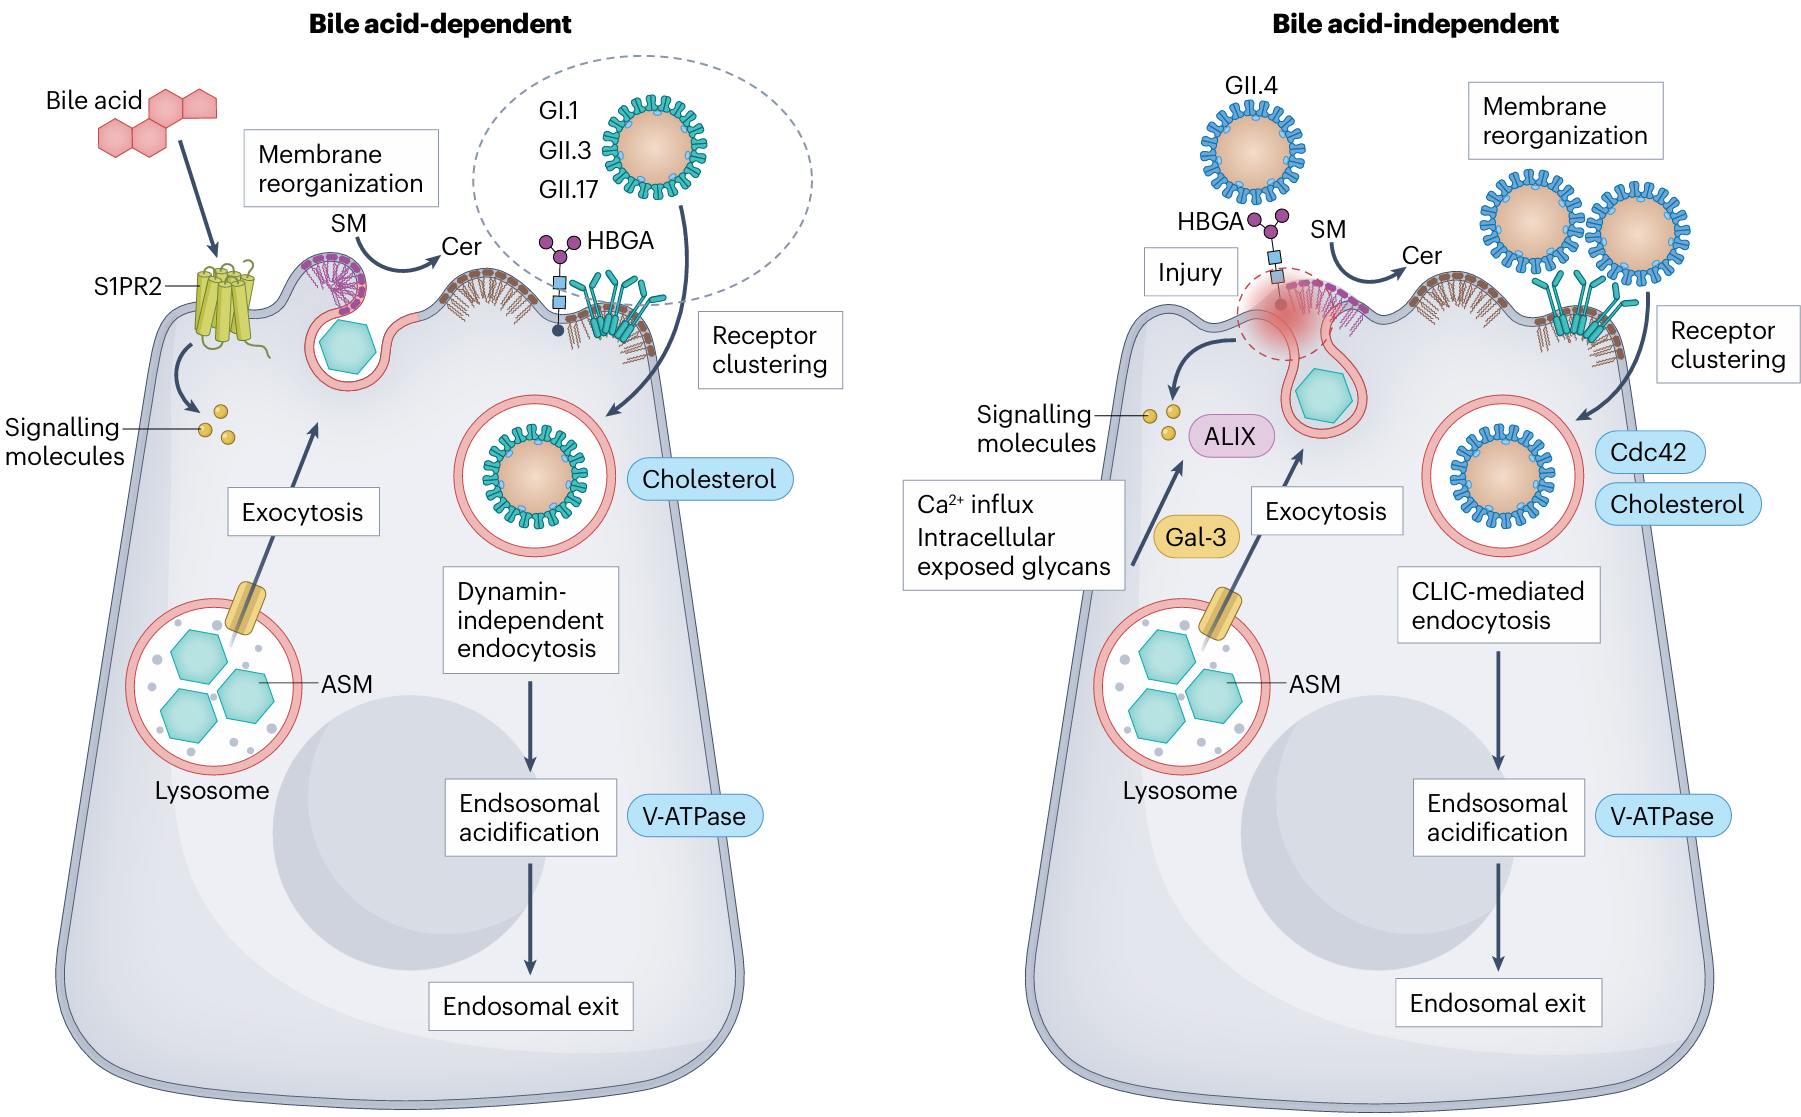 Bile acid-dependent
Bile acid
GI.1
GII.3
GII.17
Membrane
reorganization
SM
Cer
HBGA
S1PR2
Receptor
clustering
Signalling
molecules
Cholesterol
Exocytosis
Dynamin-
independent
endocytosis
ASM
Lysosome
Endsosomal
acidification
V-ATPase
Endosomal exit
Bile acid-independent
GII.4
Membrane
reorganization
HBGA
SM
Cer
Injury
Receptor
clustering
Signalling
molecules
ALIX
Cdc42
Cholesterol
Ca²⁺ influx
Intracellular
exposed glycans
Gal-3
Exocytosis
CLIC-mediated
endocytosis
ASM
Lysosome
Endsosomal
acidification
V-ATPase
Endosomal exit